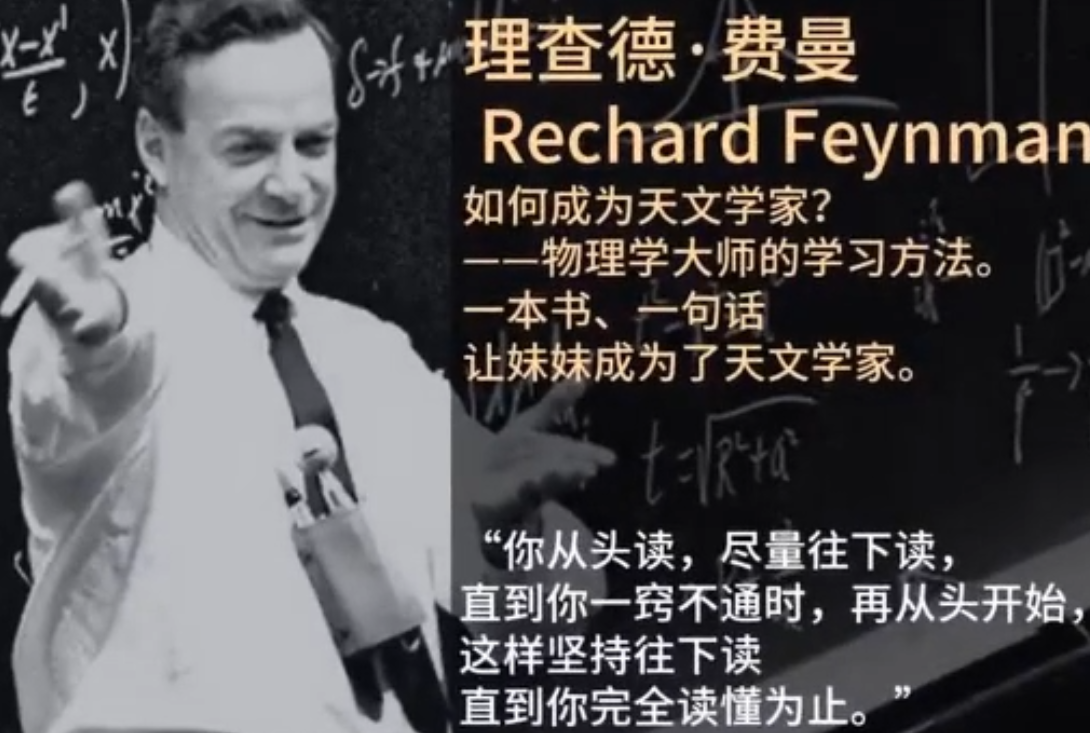 理查德·费曼
Rechard Feynman
如何成为天文学家？
——物理学大师的学习方法。
一本书、一句话
让妹妹成为了天文学家。
“你从头读，尽量往下读，
直到你一窍不通时，再从头开始，
这样坚持往下读
直到你完全读懂为止。”